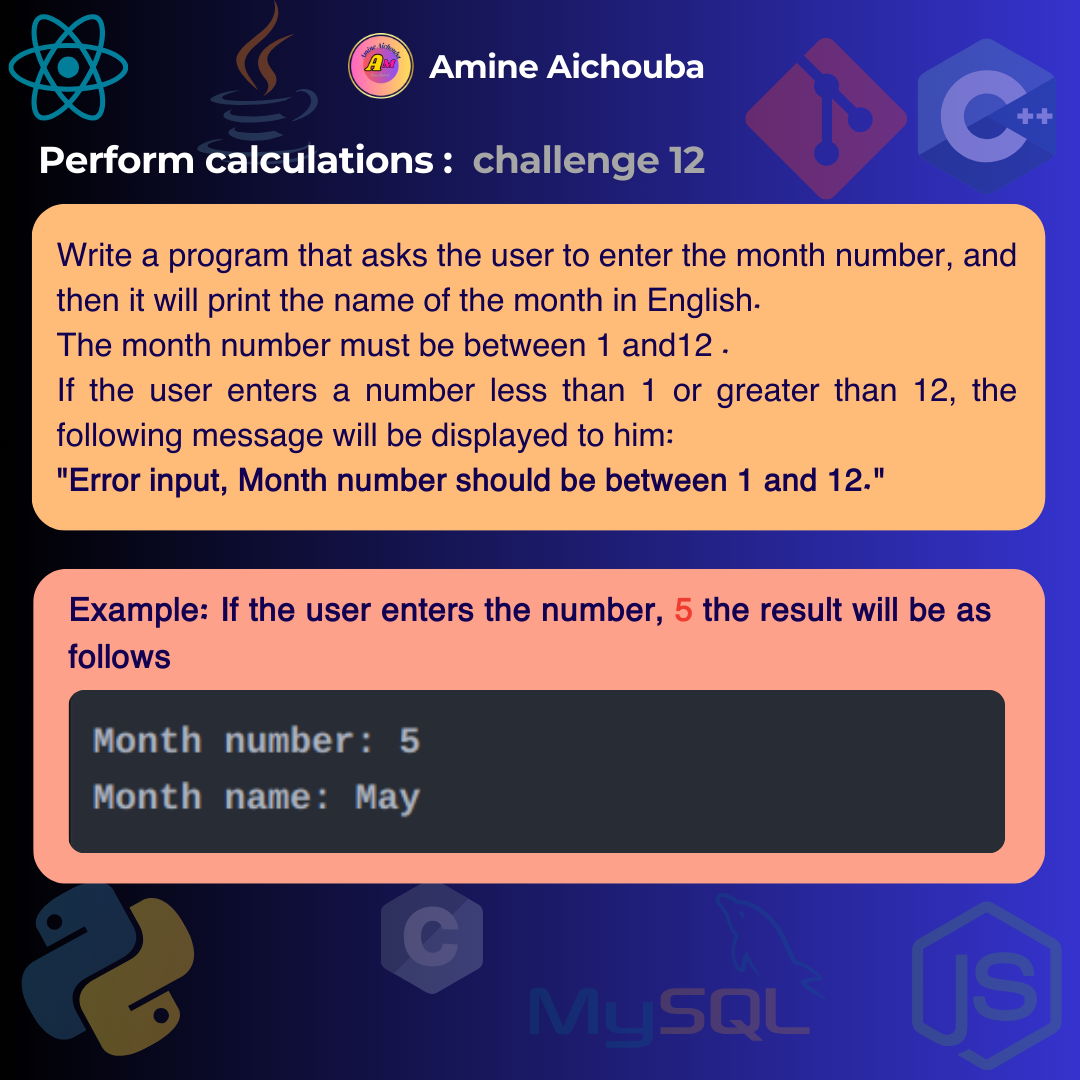 Amine Aichouba
Amine Aichouba
AM
C ++
Perform calculations : challenge 12
Write a program that asks the user to enter the month number, and
then it will print the name of the month in English.
The month number must be between 1 and12 .
If the user enters a number less than 1 or greater than 12, the
following message will be displayed to him:
"Error input, Month number should be between 1 and 12."
Example: If the user enters the number, 5 the result will be as
follows
Month number: 5
Month name: May
C
MySQL
JS